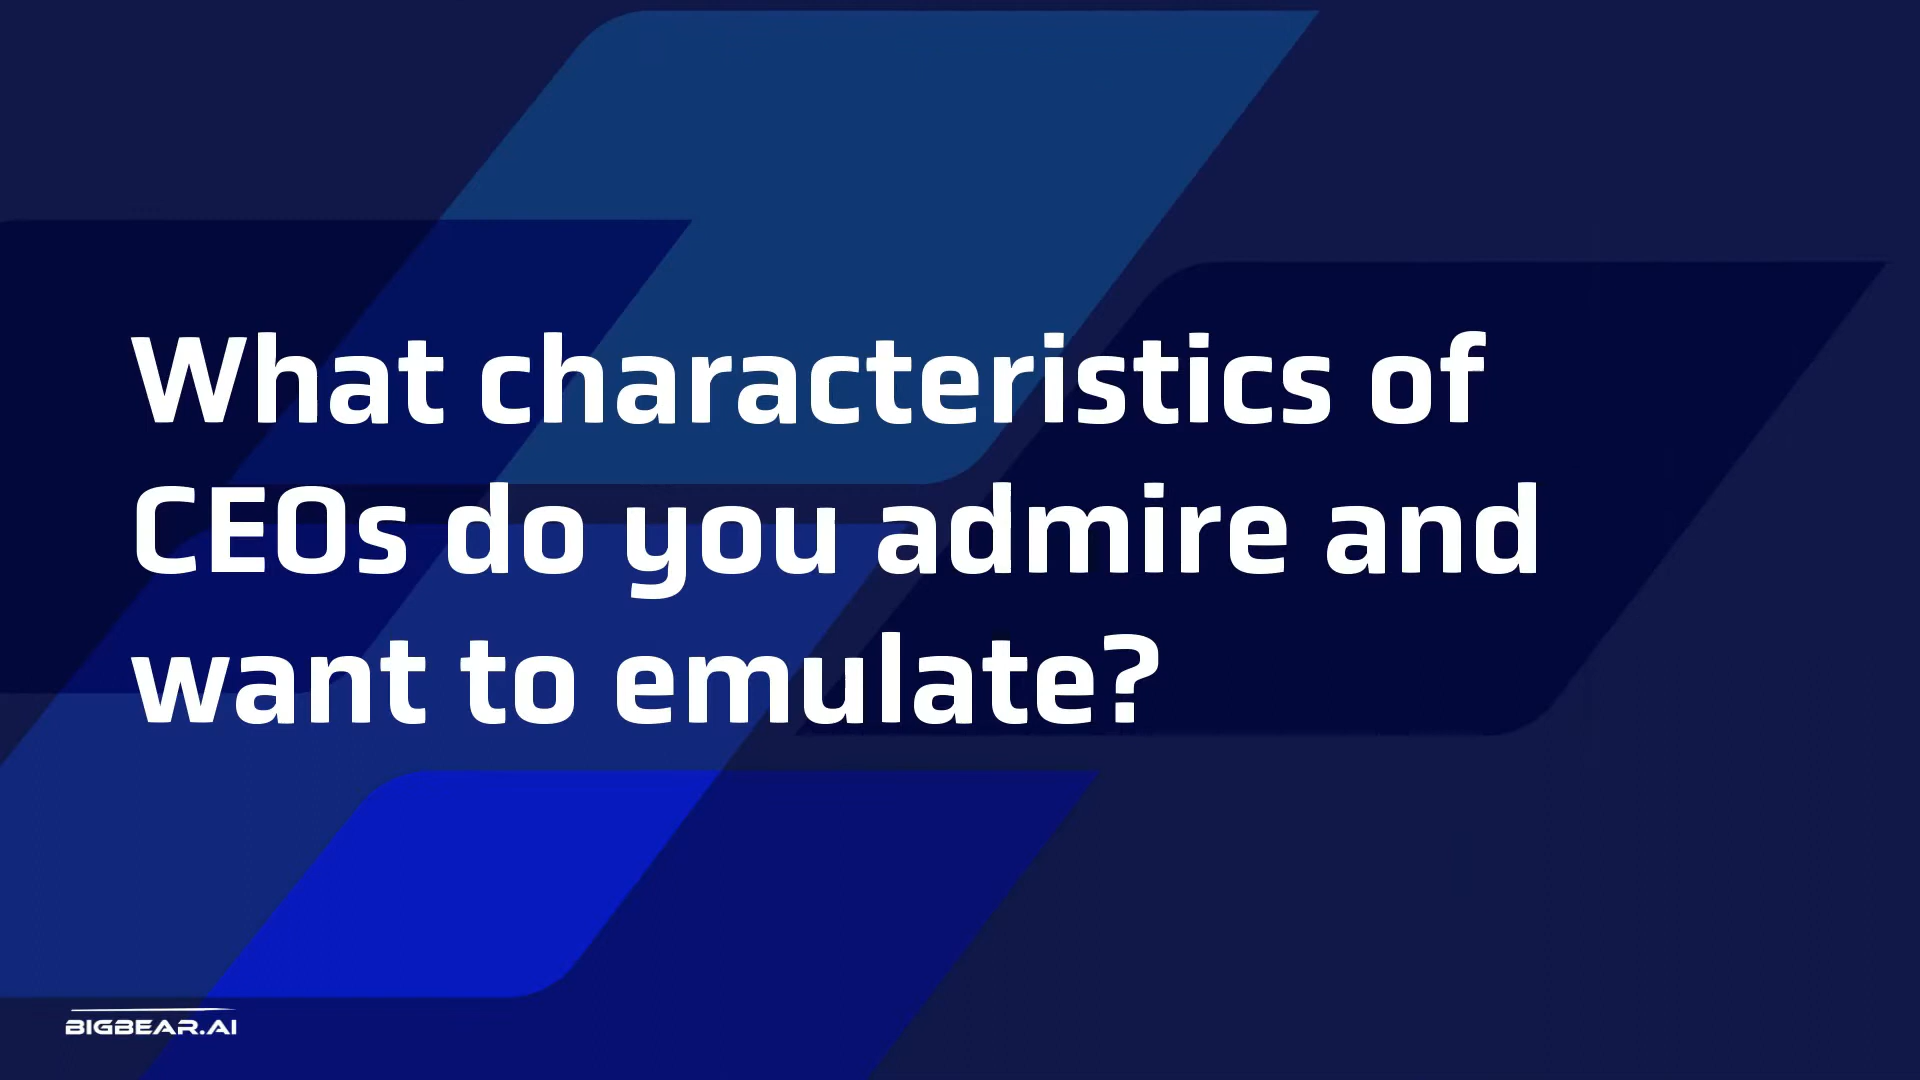 What characteristics of
CEOs do you admire and
want to emulate?
BIGBEAR.AI